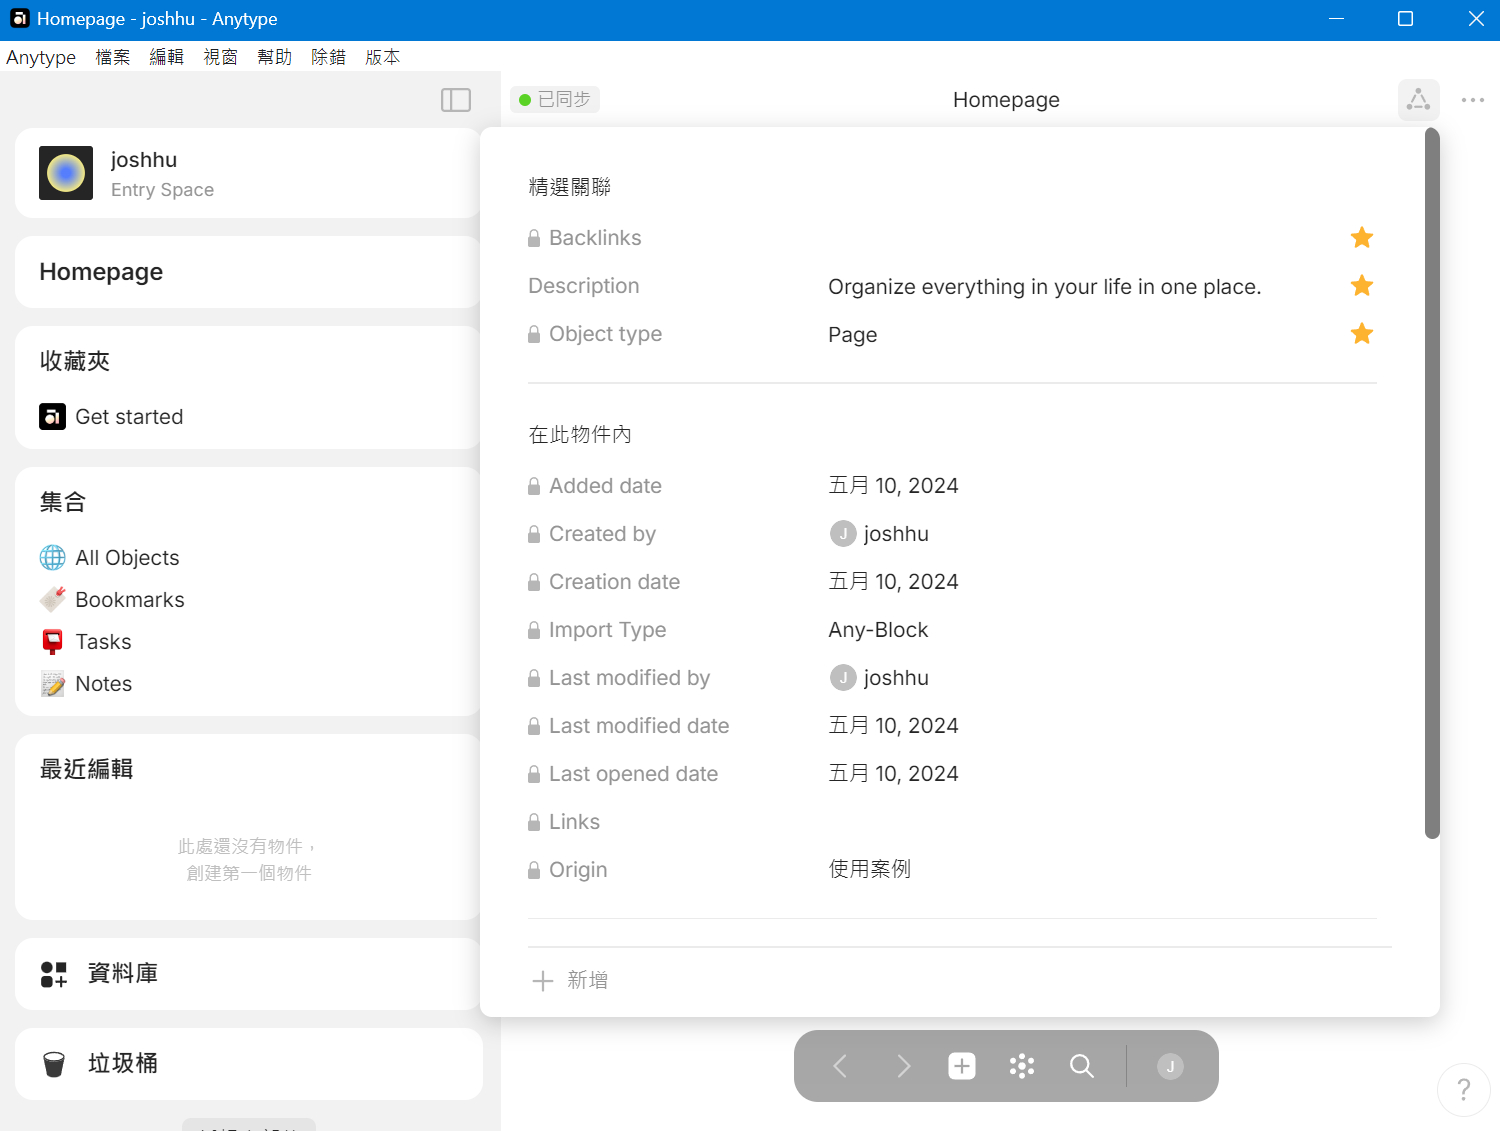 Homepage - joshhu - Anytype
Anytype 檔案 編輯 視窗 幫助 除錯 版本
已同步
Homepage
joshhu
Entry Space
Homepage
收藏夾
Get started
集合
All Objects
Bookmarks
Tasks
Notes
最近編輯
此處還沒有物件，
創建第一個物件
資料庫
垃圾桶
精選關聯
Backlinks
Description Organize everything in your life in one place.
Object type Page
在此物件內
Added date 五月 10, 2024
Created by J joshhu
Creation date 五月 10, 2024
Import Type Any-Block
Last modified by J joshhu
Last modified date 五月 10, 2024
Last opened date 五月 10, 2024
Links
Origin 使用案例
新增
J
?